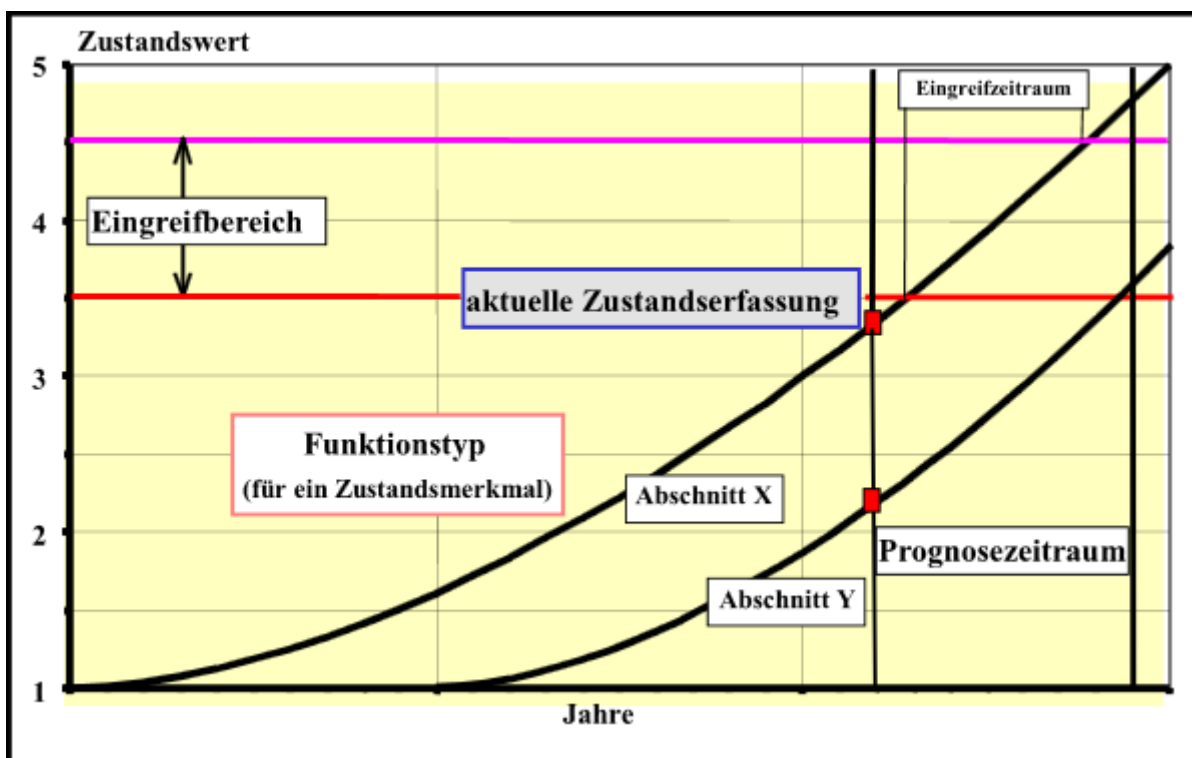 Zustandswert
5
Eingreifzeitraum
4
Eingreifbereich
aktuelle Zustandserfassung
3
Funktionstyp
(für ein Zustandsmerkmal)
Abschnitt X
2
Prognosezeitraum
Abschnitt Y
1
Jahre